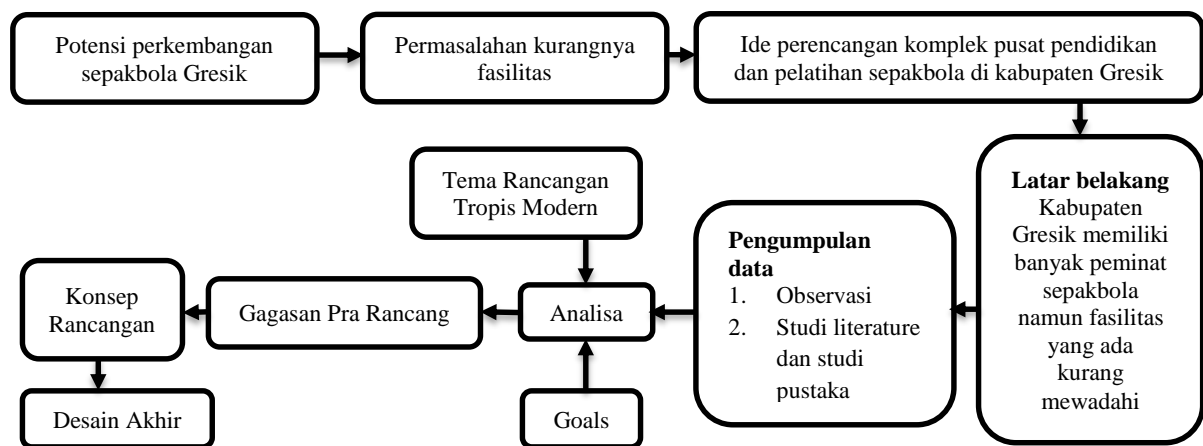 Potensi perkembangan
sepakbola Gresik
Permasalahan kurangnya
fasilitas
Ide perencangan komplek pusat pendidikan
dan pelatihan sepakbola di kabupaten Gresik
Latar belakang
Kabupaten
Gresik memiliki
banyak peminat
sepakbola
namun fasilitas
yang ada
kurang
mewadahi
Pengumpulan
data
1. Observasi
2. Studi literature
dan studi
pustaka
Tema Rancangan
Tropis Modern
Analisa
Goals
Gagasan Pra Rancang
Konsep
Rancangan
Desain Akhir